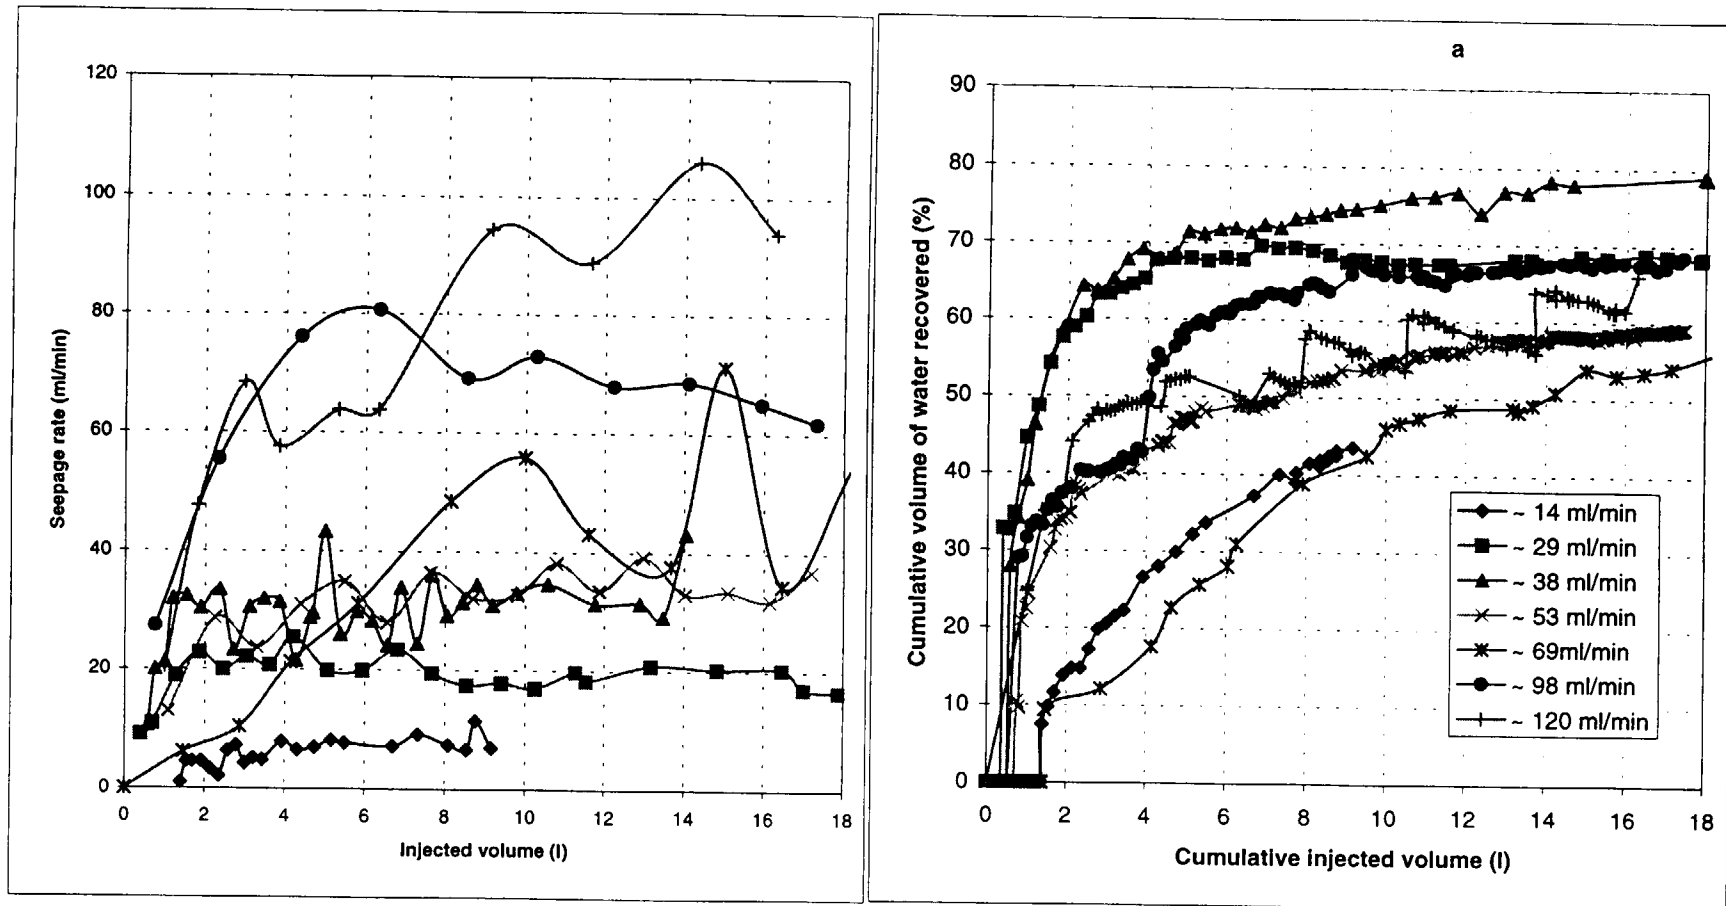 120
100
80
60
40
20
0
Seepage rate (ml/min)
0 2 4 6 8 10 12 14 16 18
Injected volume (l)
a
90
80
70
60
50
40
30
20
10
0
Cumulative volume of water recovered (%)
0 2 4 6 8 10 12 14 16 18
Cumulative injected volume (l)
~ 14 ml/min
~ 29 ml/min
~ 38 ml/min
~ 53 ml/min
~ 69ml/min
~ 98 ml/min
~ 120 ml/min